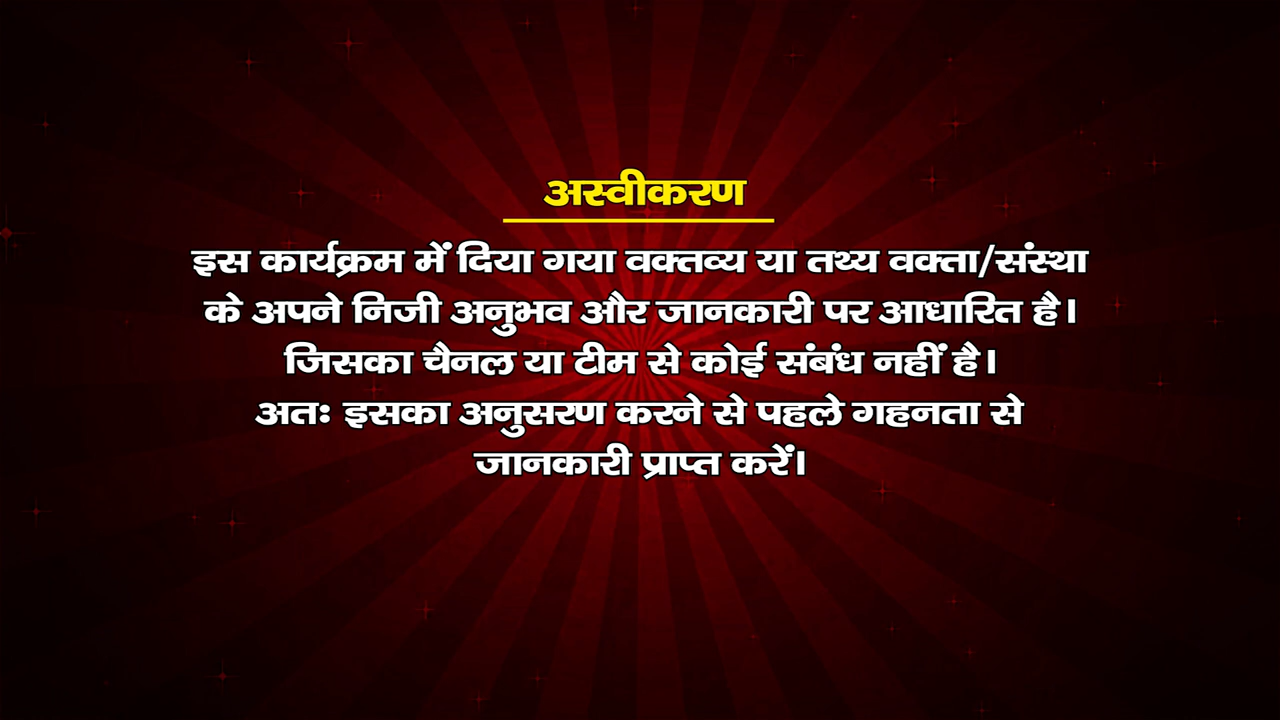 अस्वीकरण
इस कार्यक्रम में दिया गया वक्तव्य या तथ्य वक्ता/संस्था
के अपने निजी अनुभव और जानकारी पर आधारित है।
जिसका चैनल या टीम से कोई संबंध नहीं है।
अतः इसका अनुसरण करने से पहले गहनता से
जानकारी प्राप्त करें।